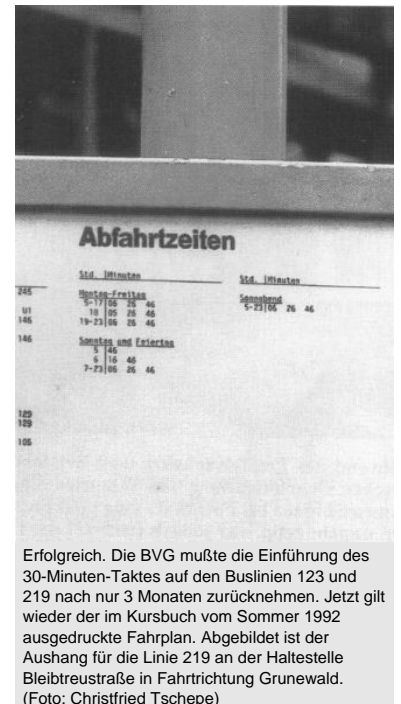 Abfahrtzeiten
Std. |Minuten
Montag-Freitag
5-17|06 26 46
18 |05 26 46
19-23|06 26 46
Sonntag und Feiertag
5 |46
6 |16 46
7-23|06 26 46
Std. |Minuten
Sonnabend
5-23|06 26 46
245
U1
146
146
129
129
105
Erfolgreich. Die BVG mußte die Einführung des
30-Minuten-Taktes auf den Buslinien 123 und
219 nach nur 3 Monaten zurücknehmen. Jetzt gilt
wieder der im Kursbuch vom Sommer 1992
ausgedruckte Fahrplan. Abgebildet ist der
Aushang für die Linie 219 an der Haltestelle
Bleibtreustraße in Fahrtrichtung Grunewald.
(Foto: Christfried Tschepe)